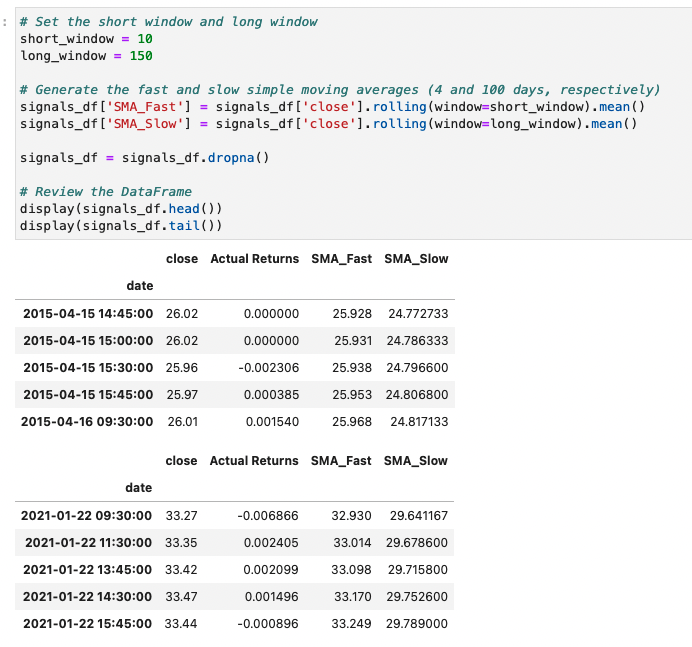 :
# Set the short window and long window
short_window = 10
long_window = 150
# Generate the fast and slow simple moving averages (4 and 100 days, respectively)
signals_df['SMA_Fast'] = signals_df['close'].rolling(window=short_window).mean()
signals_df['SMA_Slow'] = signals_df['close'].rolling(window=long_window).mean()
signals_df = signals_df.dropna()
# Review the DataFrame
display(signals_df.head())
display(signals_df.tail())
close Actual Returns SMA_Fast SMA_Slow
date
2015-04-15 14:45:00 26.02 0.000000 25.928 24.772733
2015-04-15 15:00:00 26.02 0.000000 25.931 24.786333
2015-04-15 15:30:00 25.96 -0.002306 25.938 24.796600
2015-04-15 15:45:00 25.97 0.000385 25.953 24.806800
2015-04-16 09:30:00 26.01 0.001540 25.968 24.817133
close Actual Returns SMA_Fast SMA_Slow
date
2021-01-22 09:30:00 33.27 -0.006866 32.930 29.641167
2021-01-22 11:30:00 33.35 0.002405 33.014 29.678600
2021-01-22 13:45:00 33.42 0.002099 33.098 29.715800
2021-01-22 14:30:00 33.47 0.001496 33.170 29.752600
2021-01-22 15:45:00 33.44 -0.000896 33.249 29.789000